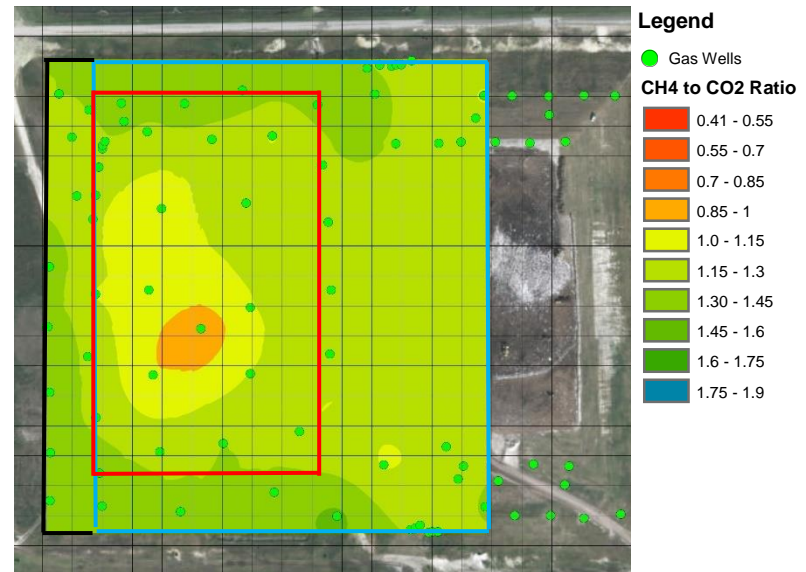 Legend
Gas Wells
CH4 to CO2 Ratio
0.41 - 0.55
0.55 - 0.7
0.7 - 0.85
0.85 - 1
1.0 - 1.15
1.15 - 1.3
1.30 - 1.45
1.45 - 1.6
1.6 - 1.75
1.75 - 1.9